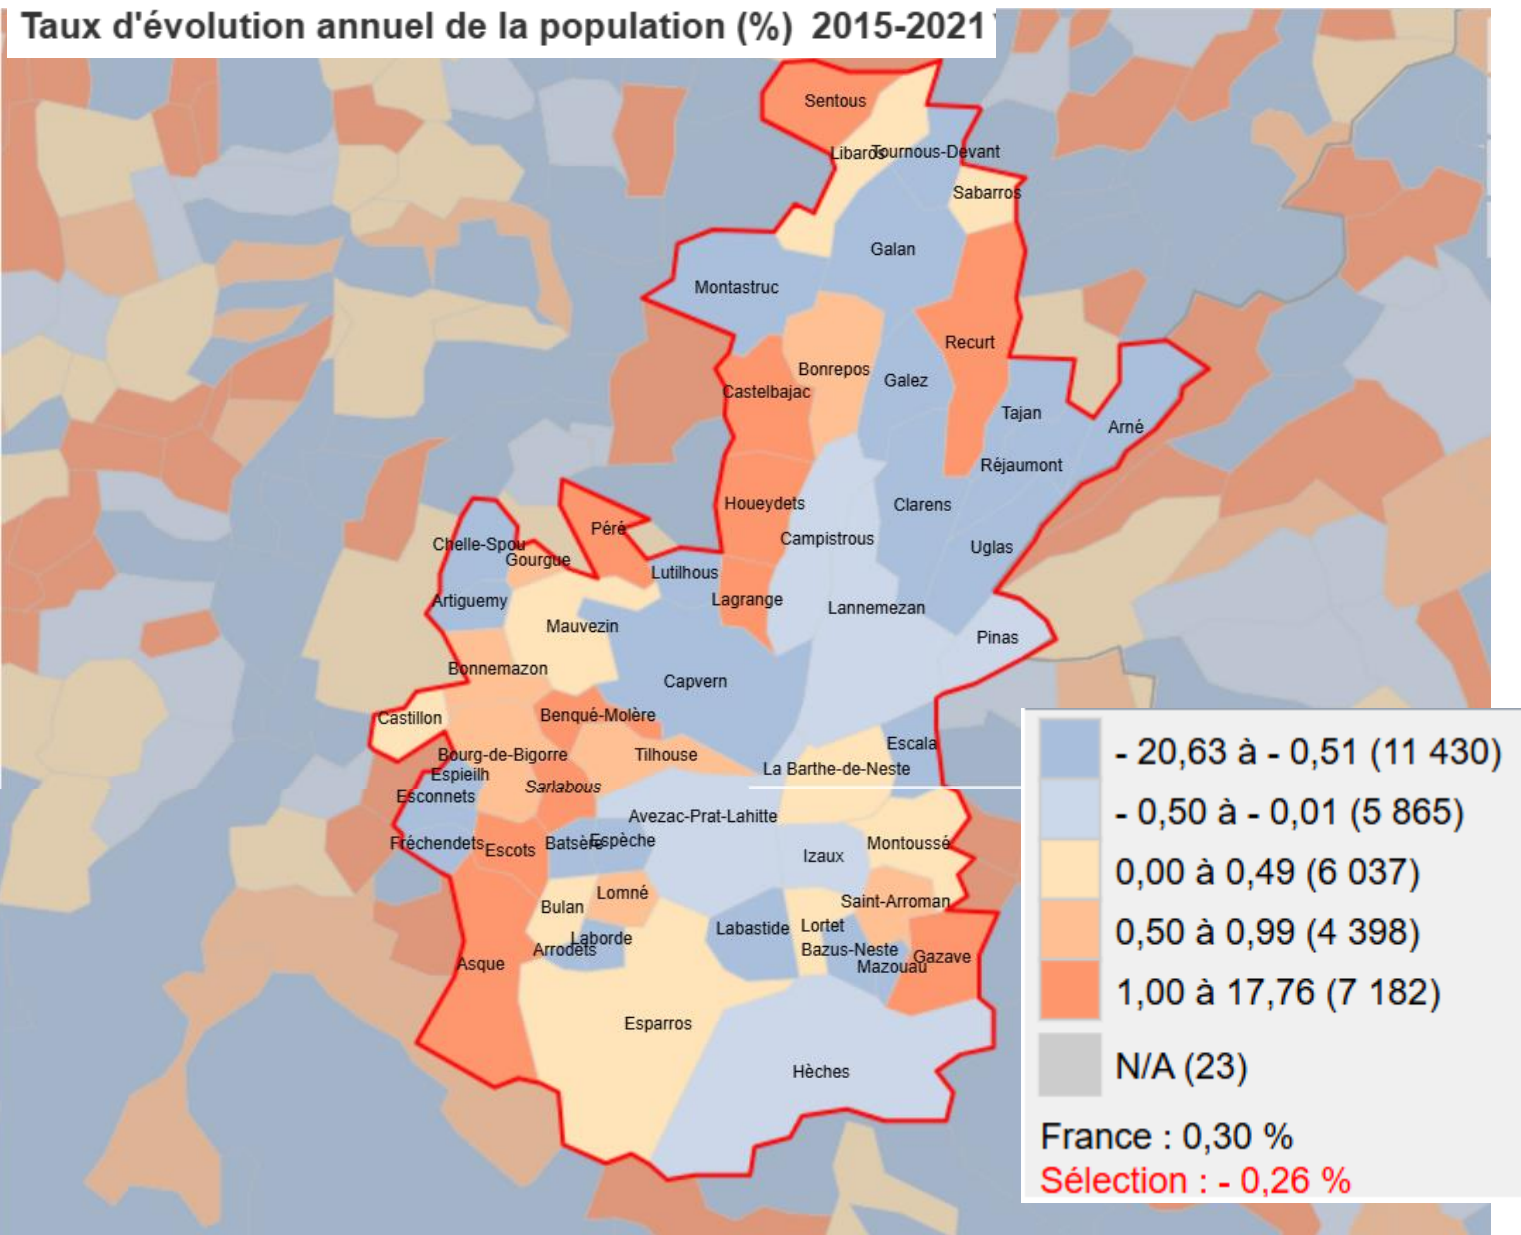 Taux d'évolution annuel de la population (%) 2015-2021
Sentous
Libaros
Tournous-Devant
Sabarros
Galan
Montastruc
Recurt
Bonrepos
Galez
Castelbajac
Tajan
Arné
Réjaumont
Houeydets
Clarens
Péré
Campistrous
Chelle-Spou
Uglas
Gourgue
Lutilhous
Artiguemy
Lagrange
Lannemezan
Mauvezin
Pinas
Bonnemazon
Capvern
Castillon
Benqué-Molère
Escala
Bourg-de-Bigorre
Tilhouse
La Barthe-de-Neste
Espieilh
Sarlabous
Esconnets
Avezac-Prat-Lahitte
Fréchendets
Escots
Batsère
Espèche
Montoussé
Izaux
Lomné
Saint-Arroman
Bulan
Labastide
Lortet
Laborde
Arrodets
Bazus-Neste
Gazave
Asque
Mazouau
Esparros
Hèches
- 20,63 à - 0,51 (11 430)
- 0,50 à - 0,01 (5 865)
0,00 à 0,49 (6 037)
0,50 à 0,99 (4 398)
1,00 à 17,76 (7 182)
N/A (23)
France : 0,30 %
Sélection : - 0,26 %